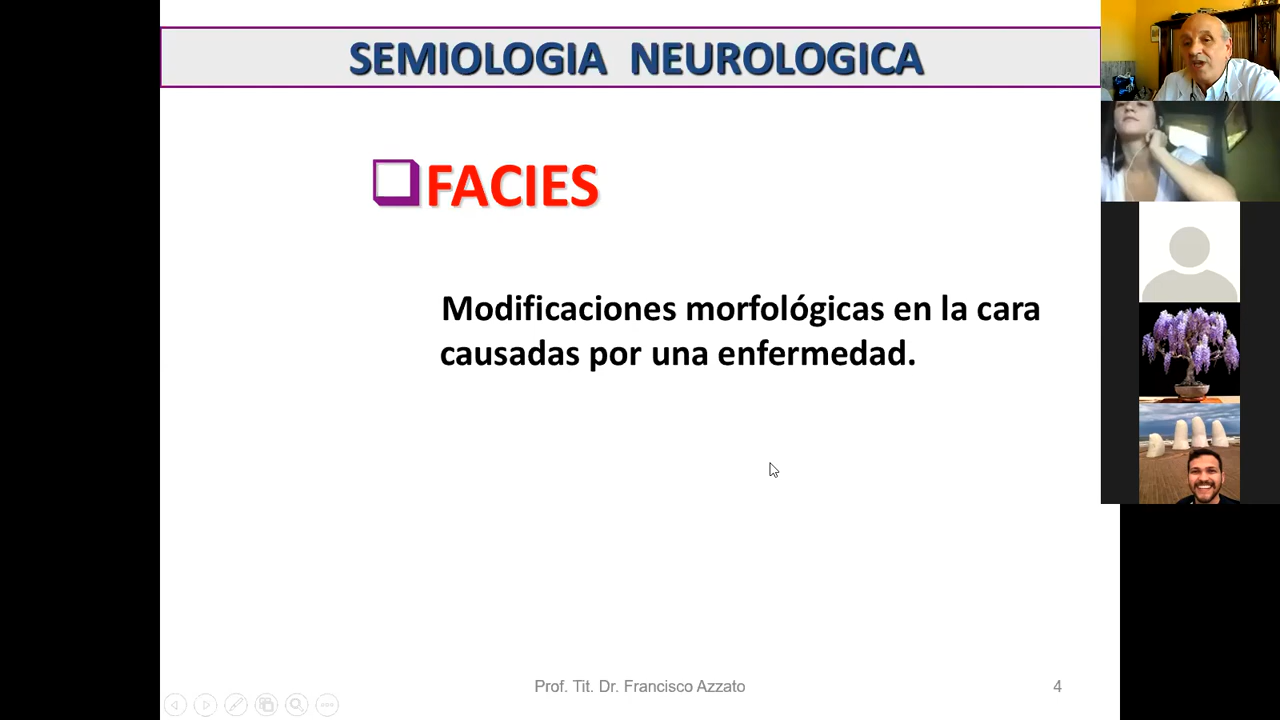 SEMIOLOGIA NEUROLOGICA
FACIES
Modificaciones morfológicas en la cara
causadas por una enfermedad.
Prof. Tit. Dr. Francisco Azzato
4